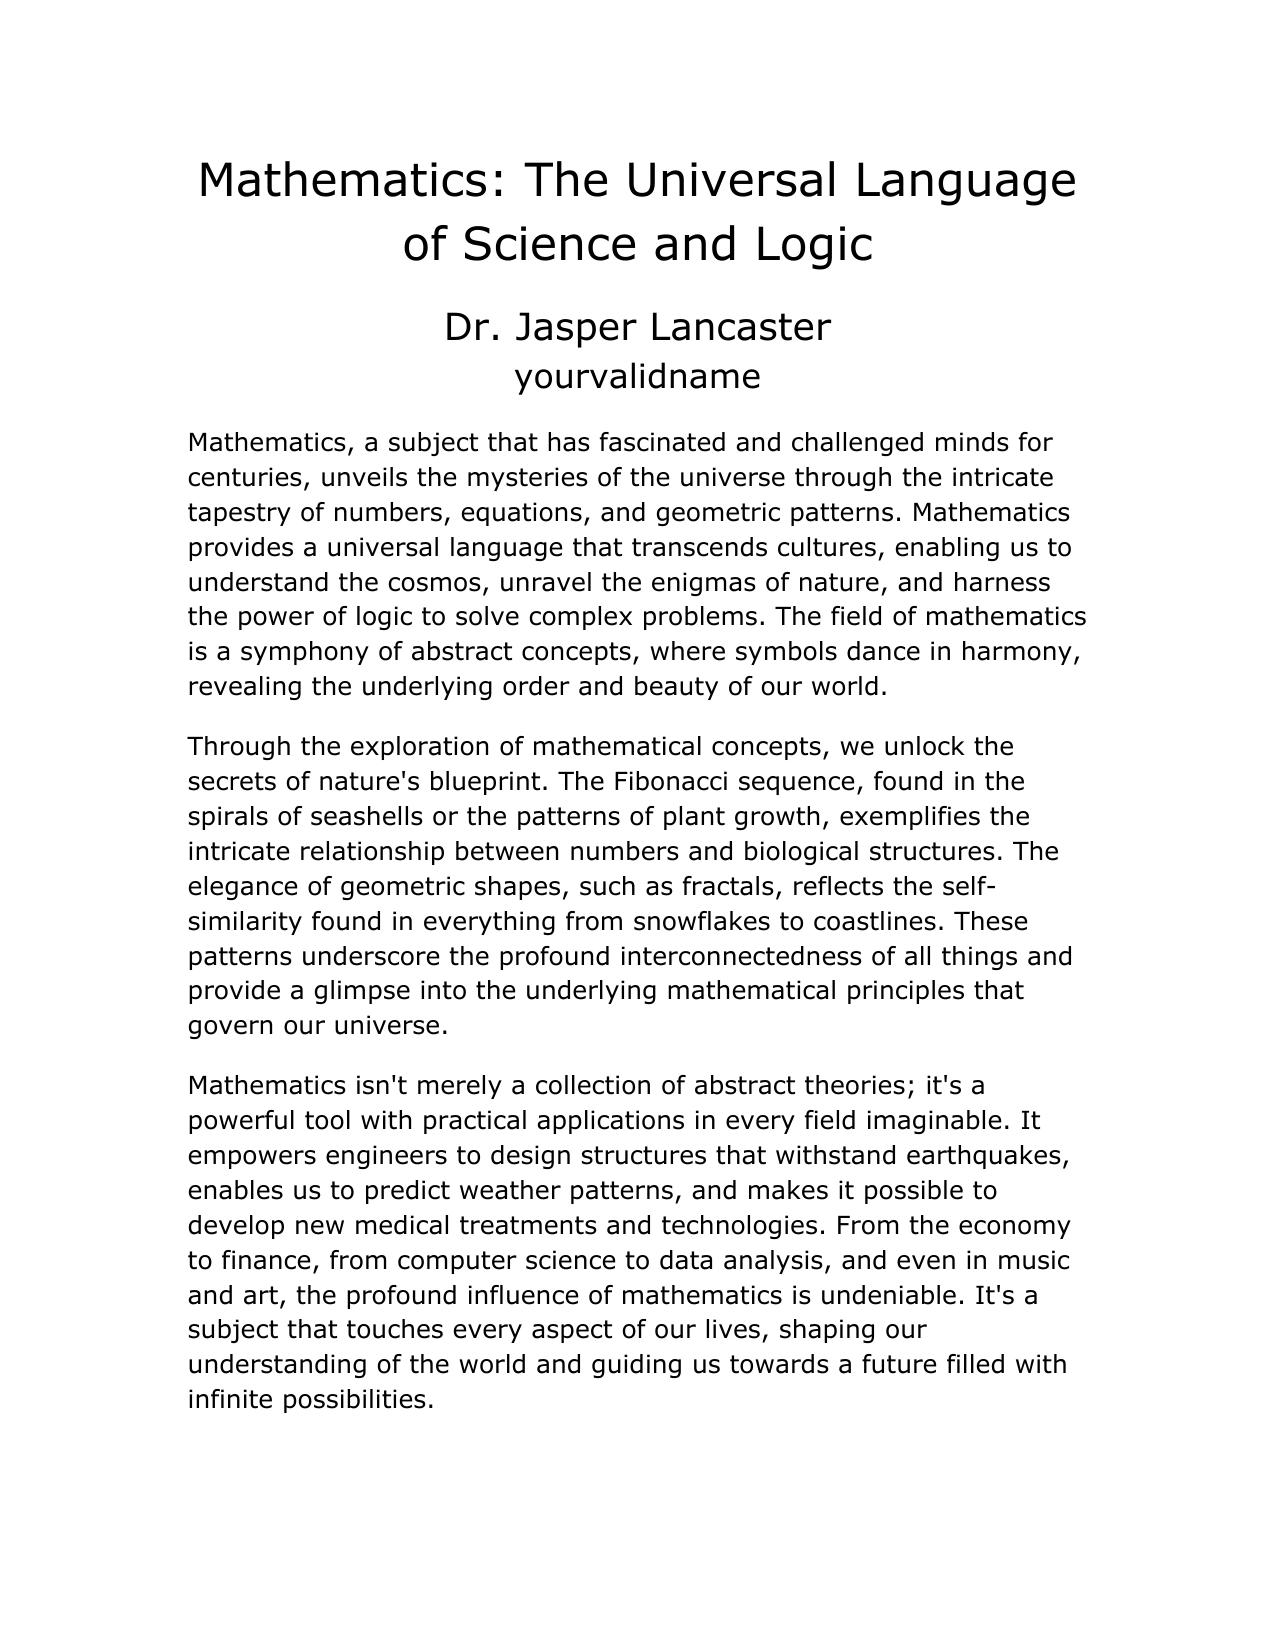 Mathematics: The Universal Language
of Science and Logic
Dr. Jasper Lancaster
yourvalidname
Mathematics, a subject that has fascinated and challenged minds for
centuries, unveils the mysteries of the universe through the intricate
tapestry of numbers, equations, and geometric patterns. Mathematics
provides a universal language that transcends cultures, enabling us to
understand the cosmos, unravel the enigmas of nature, and harness
the power of logic to solve complex problems. The field of mathematics
is a symphony of abstract concepts, where symbols dance in harmony,
revealing the underlying order and beauty of our world.
Through the exploration of mathematical concepts, we unlock the
secrets of nature's blueprint. The Fibonacci sequence, found in the
spirals of seashells or the patterns of plant growth, exemplifies the
intricate relationship between numbers and biological structures. The
elegance of geometric shapes, such as fractals, reflects the self-
similarity found in everything from snowflakes to coastlines. These
patterns underscore the profound interconnectedness of all things and
provide a glimpse into the underlying mathematical principles that
govern our universe.
Mathematics isn't merely a collection of abstract theories; it's a
powerful tool with practical applications in every field imaginable. It
empowers engineers to design structures that withstand earthquakes,
enables us to predict weather patterns, and makes it possible to
develop new medical treatments and technologies. From the economy
to finance, from computer science to data analysis, and even in music
and art, the profound influence of mathematics is undeniable. It's a
subject that touches every aspect of our lives, shaping our
understanding of the world and guiding us towards a future filled with
infinite possibilities.